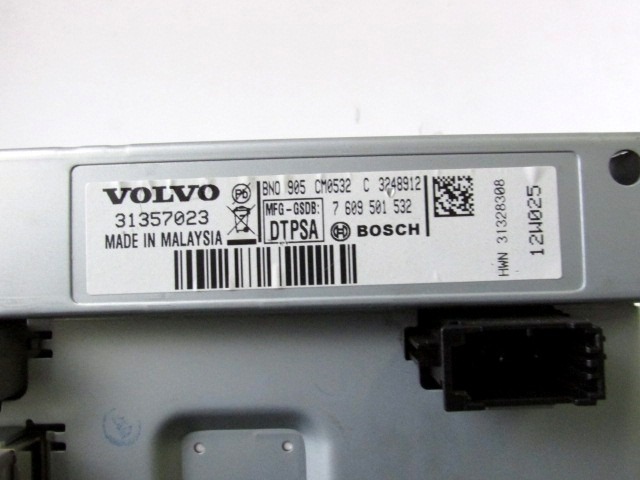 VOLVO
31357023
MADE IN MALAYSIA
Pb
BNO 905 CM0532 C 3248912
MFG-GSDB:
DTPSA
7 609 501 532
BOSCH
HWN 31328308
12W025